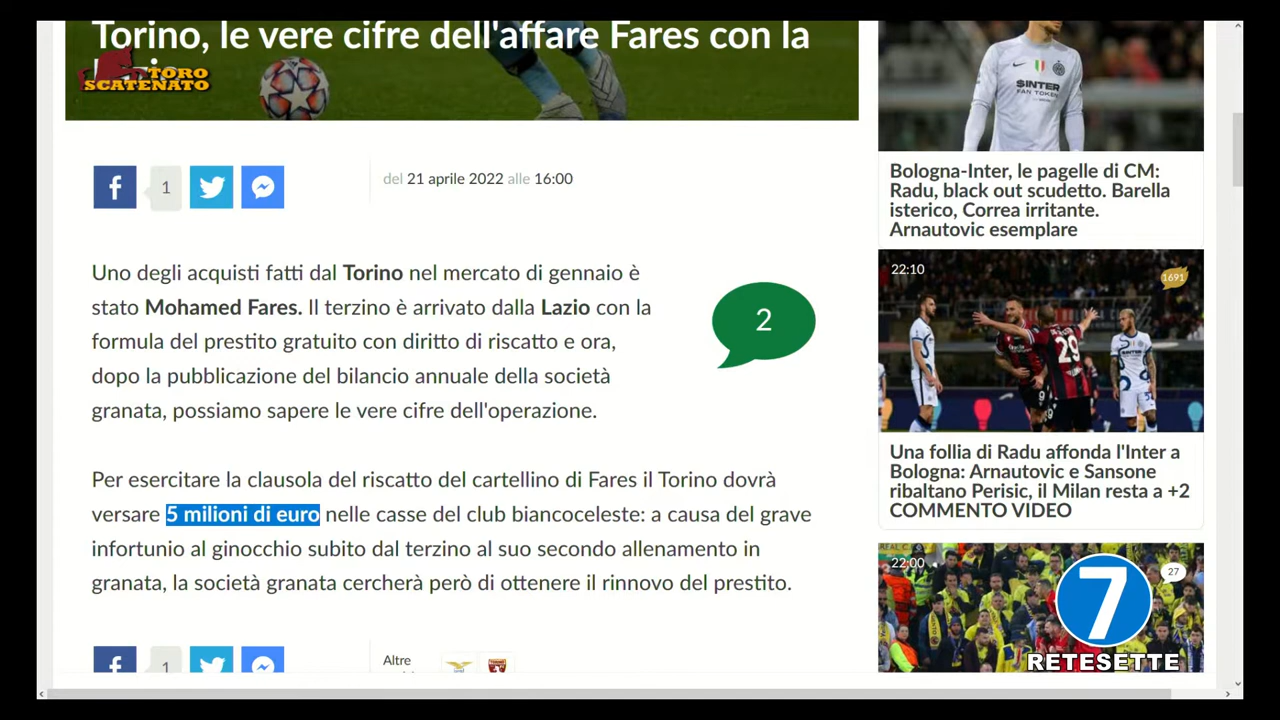 Torino, le vere cifre dell'affare Fares con la
TORO
SCATENATO
1
del 21 aprile 2022 alle 16:00
Uno degli acquisti fatti dal Torino nel mercato di gennaio è
stato Mohamed Fares. Il terzino è arrivato dalla Lazio con la
formula del prestito gratuito con diritto di riscatto e ora,
dopo la pubblicazione del bilancio annuale della società
granata, possiamo sapere le vere cifre dell'operazione.
2
Per esercitare la clausola del riscatto del cartellino di Fares il Torino dovrà
versare 5 milioni di euro nelle casse del club biancoceleste: a causa del grave
infortunio al ginocchio subito dal terzino al suo secondo allenamento in
granata, la società granata cercherà però di ottenere il rinnovo del prestito.
1
Altre
$INTER
FAN TOKEN
Bologna-Inter, le pagelle di CM:
Radu, black out scudetto. Barella
isterico, Correa irritante.
Arnautovic esemplare
22:10
1691
29
Una follia di Radu affonda l'Inter a
Bologna: Arnautovic e Sansone
ribaltano Perisic, il Milan resta a +2
COMMENTO VIDEO
22:00
27
7
RETESETTE